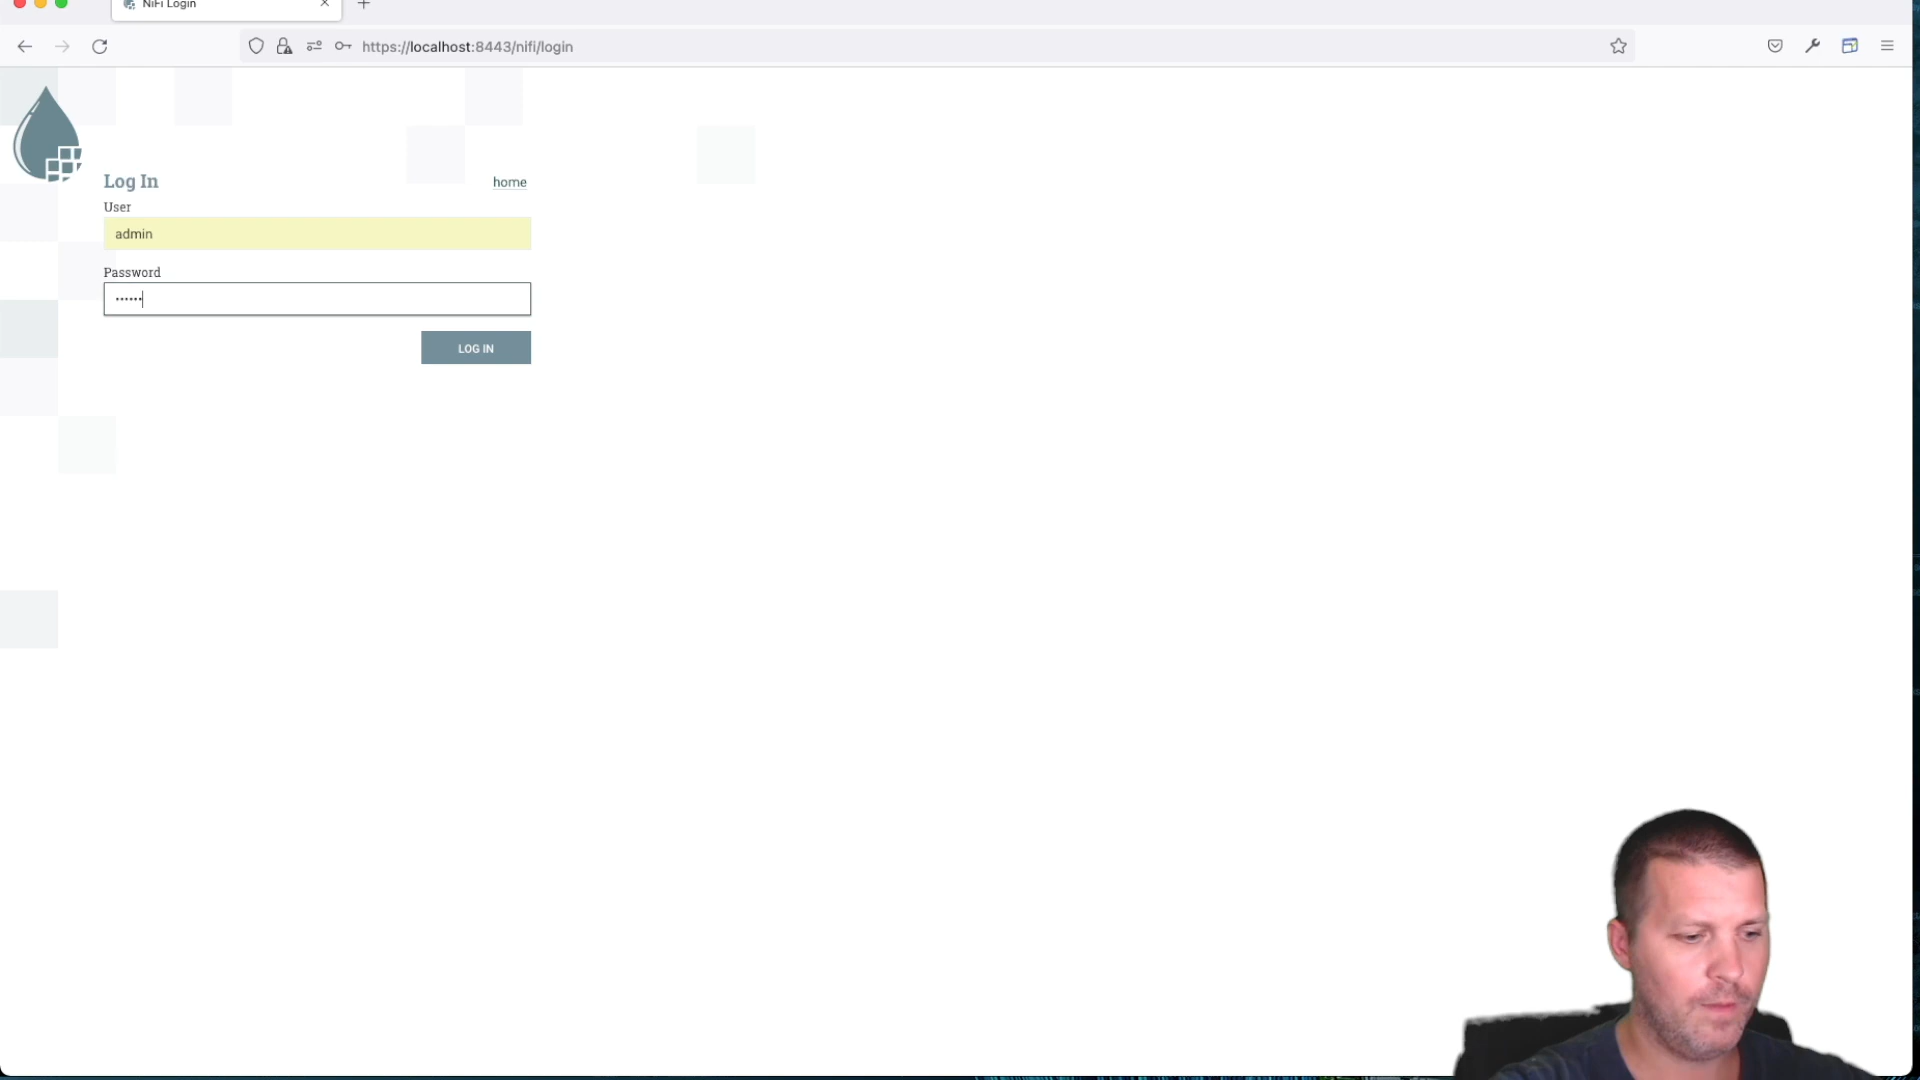 NiFi Login
https://localhost:8443/nifi/login
Log In
home
User
admin
Password
••••••
LOG IN